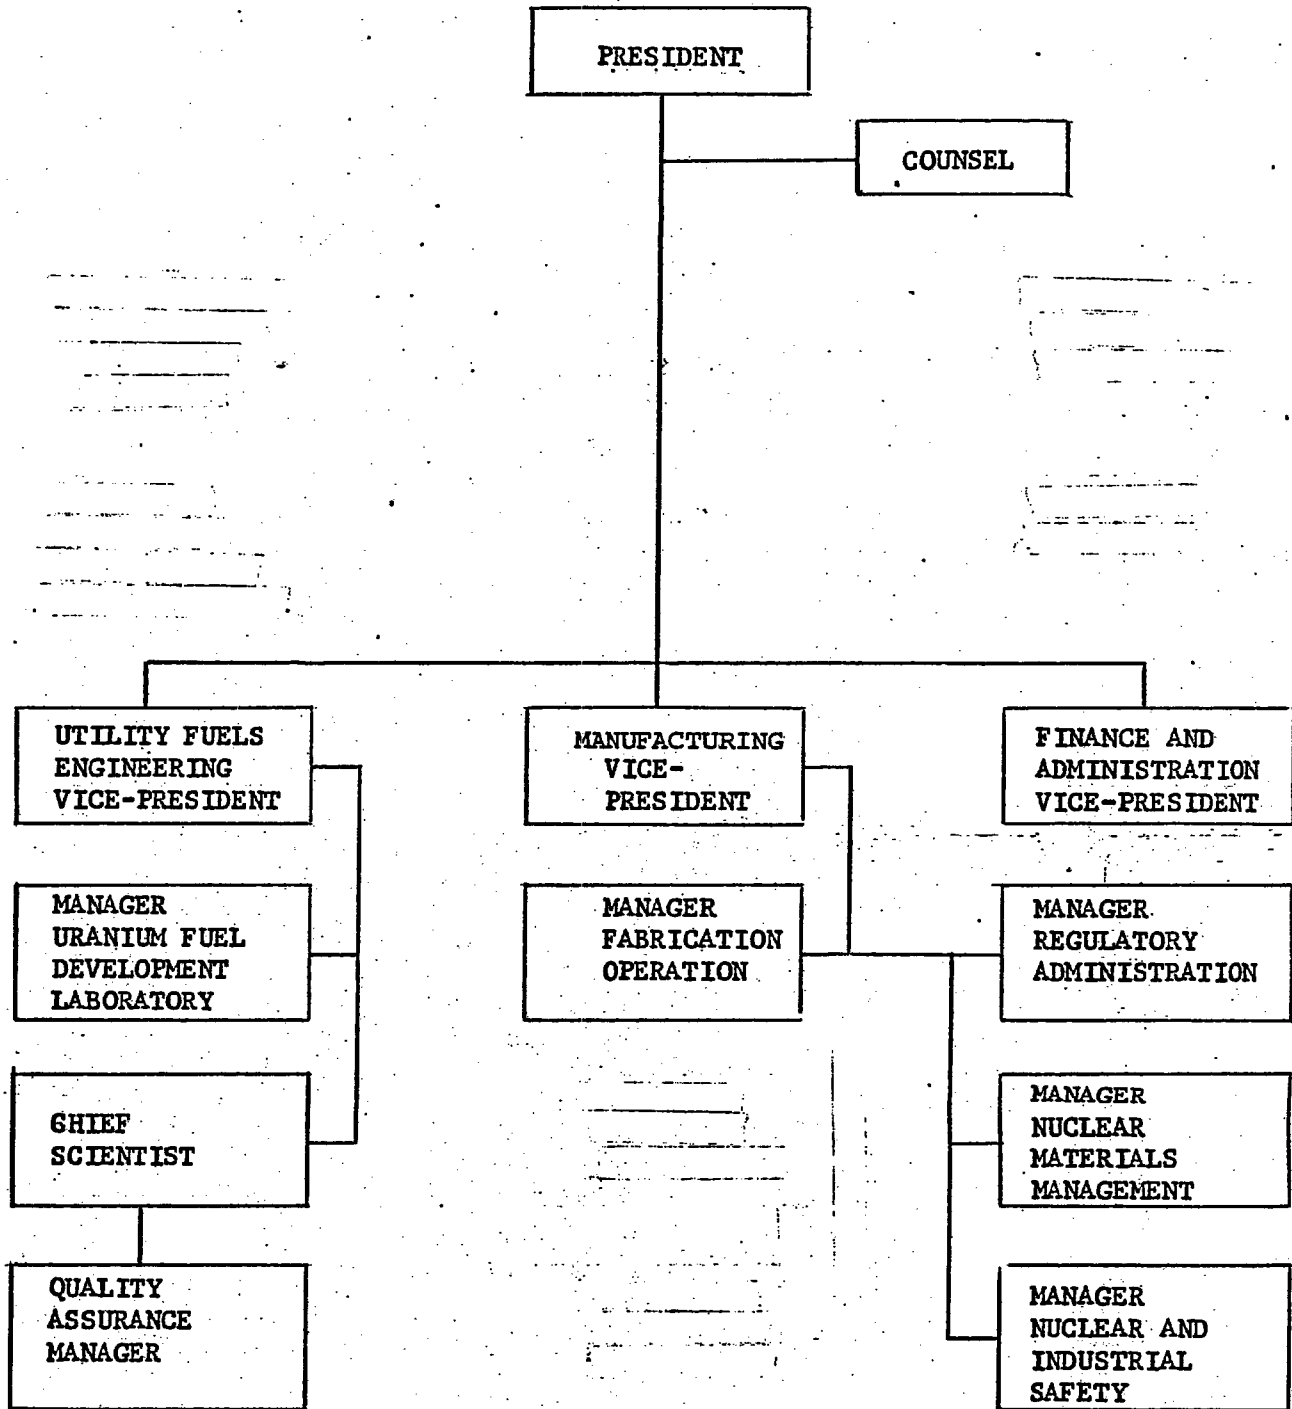 PRESIDENT
COUNSEL
UTILITY FUELS
ENGINEERING
VICE-PRESIDENT
MANUFACTURING
VICE-
PRESIDENT
FINANCE AND
ADMINISTRATION
VICE-PRESIDENT
MANAGER
URANIUM FUEL
DEVELOPMENT
LABORATORY
MANAGER
FABRICATION
OPERATION
MANAGER
REGULATORY
ADMINISTRATION
GHIEF
SCIENTIST
MANAGER
NUCLEAR
MATERIALS
MANAGEMENT
QUALITY
ASSURANCE
MANAGER
MANAGER
NUCLEAR AND
INDUSTRIAL
SAFETY